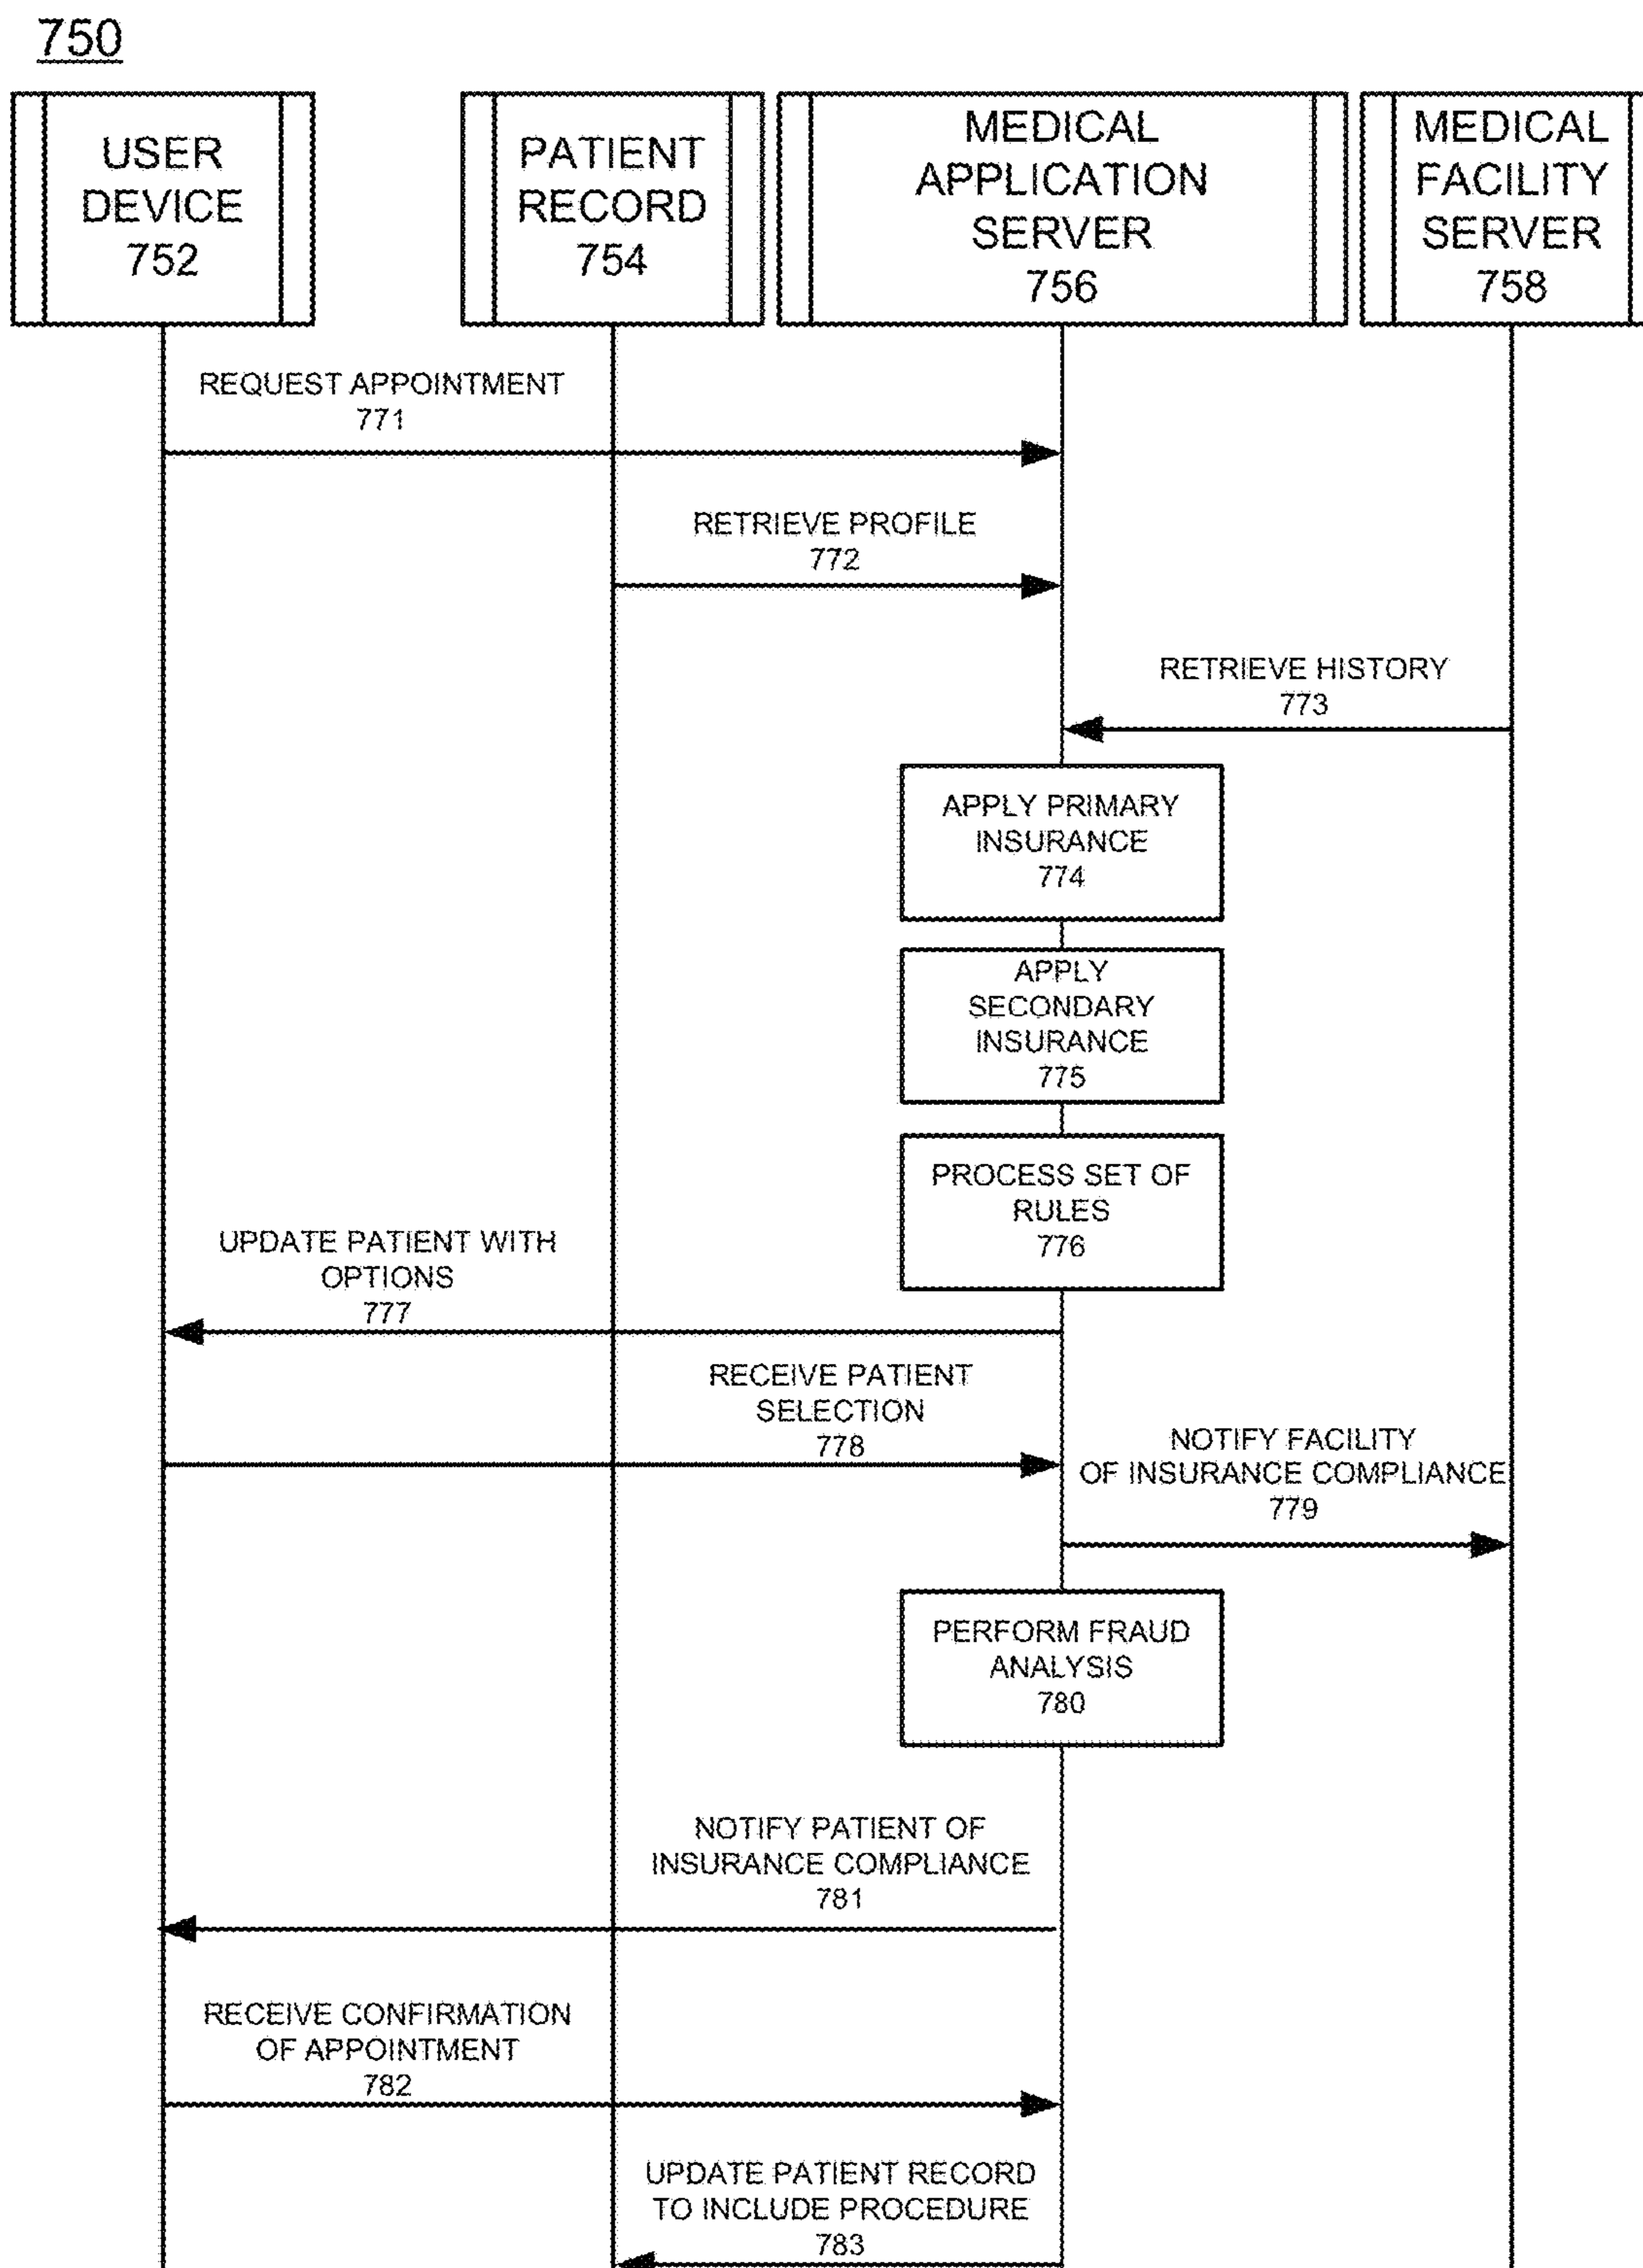 750
USER
DEVICE
752
PATIENT
RECORD
754
MEDICAL
APPLICATION
SERVER
756
MEDICAL
FACILITY
SERVER
758
REQUEST APPOINTMENT
771
RETRIEVE PROFILE
772
RETRIEVE HISTORY
773
APPLY PRIMARY
INSURANCE
774
APPLY
SECONDARY
INSURANCE
775
PROCESS SET OF
RULES
776
UPDATE PATIENT WITH
OPTIONS
777
RECEIVE PATIENT
SELECTION
778
NOTIFY FACILITY
OF INSURANCE COMPLIANCE
779
PERFORM FRAUD
ANALYSIS
780
NOTIFY PATIENT OF
INSURANCE COMPLIANCE
781
RECEIVE CONFIRMATION
OF APPOINTMENT
782
UPDATE PATIENT RECORD
TO INCLUDE PROCEDURE
783